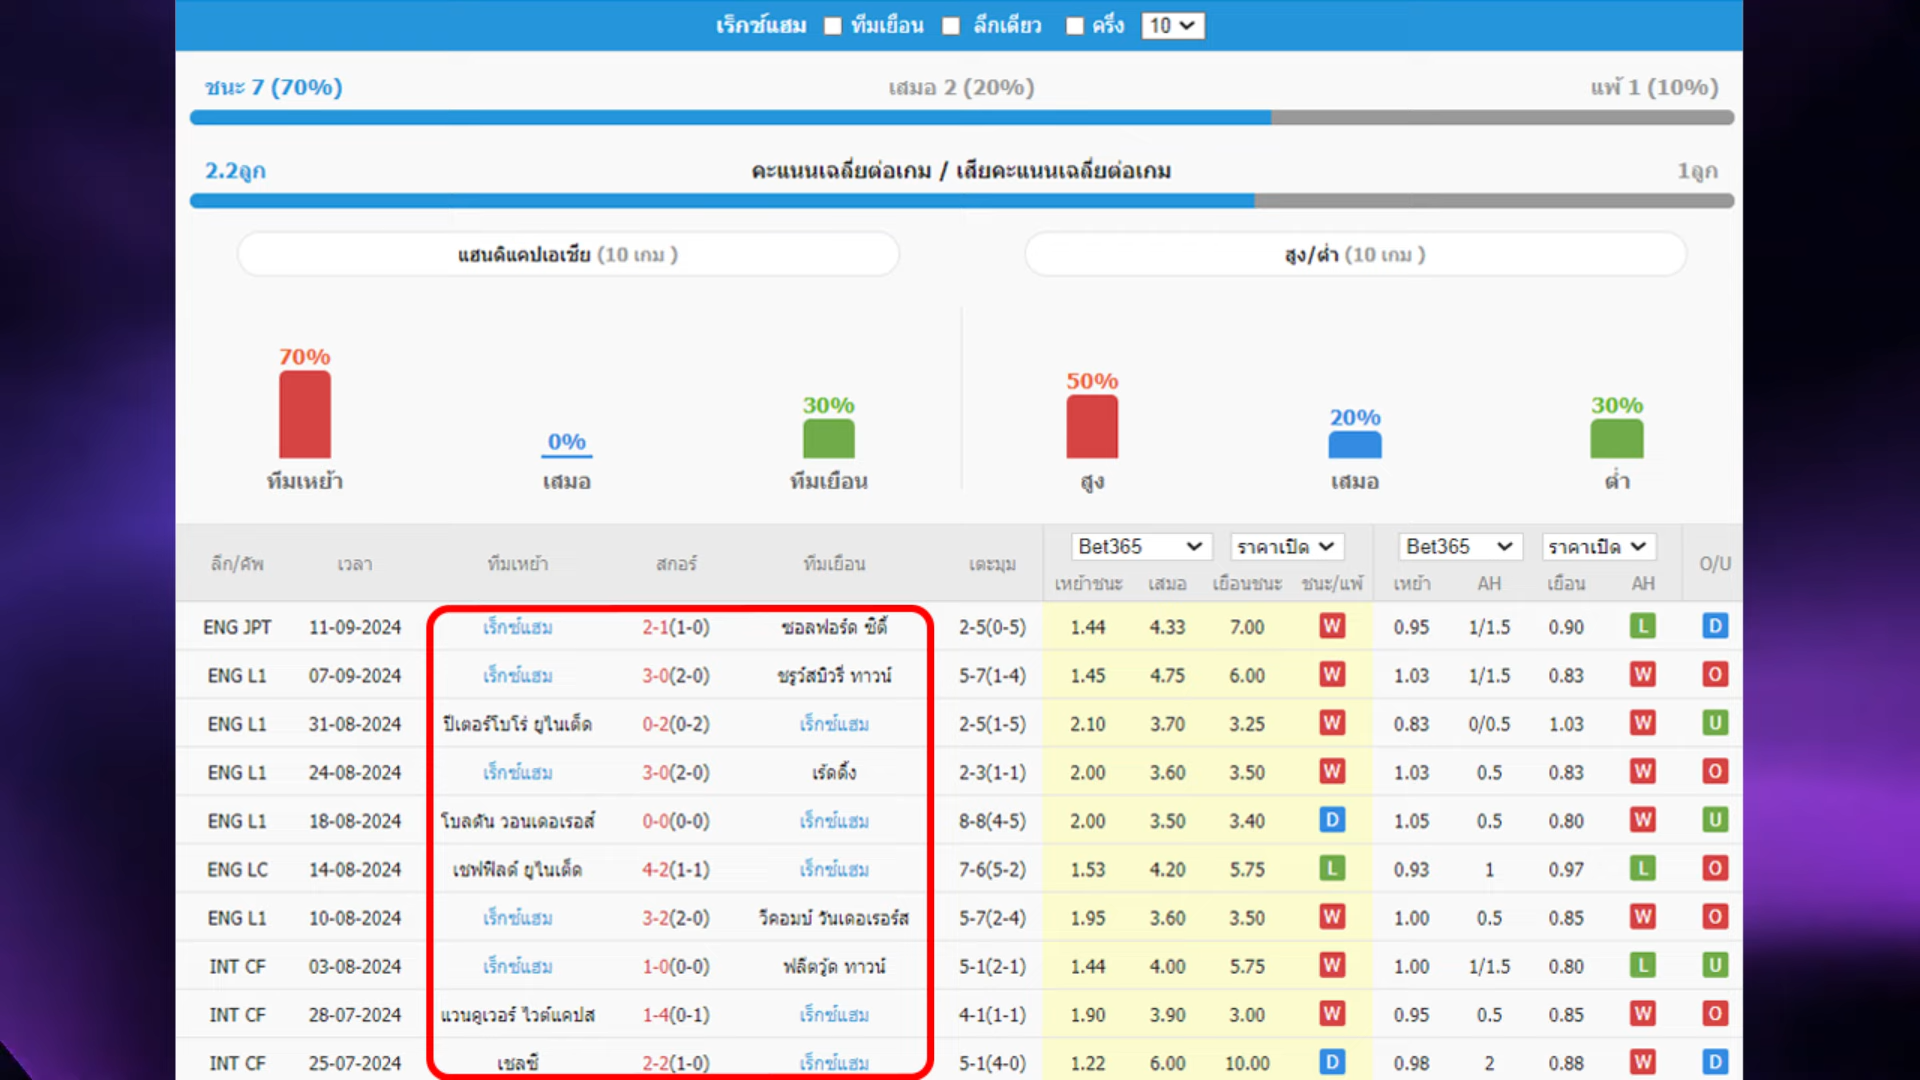 เร็กซ์แฮม ทีมเยือน ลีกเดียว ครึ่ง 10
ชนะ 7 (70%) เสมอ 2 (20%) แพ้ 1 (10%)
2.2ลูก คะแนนเฉลี่ยต่อเกม / เสียคะแนนเฉลี่ยต่อเกม 1ลูก
แฮนดิแคปเอเชีย (10 เกม ) สูง/ต่ำ (10 เกม )
70% 0% 30% 50% 20% 30%
ทีมเหย้า เสมอ ทีมเยือน สูง เสมอ ต่ำ
Bet365 ราคาเปิด Bet365 ราคาเปิด
ลีก/คัพ เวลา ทีมเหย้า สกอร์ ทีมเยือน เตะมุม เหย้าชนะ เสมอ เยือนชนะ ชนะ/แพ้ เหย้า AH เยือน AH O/U
ENG JPT 11-09-2024 เร็กซ์แฮม 2-1(1-0) ซอลฟอร์ด ซิตี้ 2-5(0-5) 1.44 4.33 7.00 W 0.95 1/1.5 0.90 L D
ENG L1 07-09-2024 เร็กซ์แฮม 3-0(2-0) ชรูว์สบิวรี่ ทาวน์ 5-7(1-4) 1.45 4.75 6.00 W 1.03 1/1.5 0.83 W O
ENG L1 31-08-2024 ปีเตอร์โบโร่ ยูไนเต็ด 0-2(0-2) เร็กซ์แฮม 2-5(1-5) 2.10 3.70 3.25 W 0.83 0/0.5 1.03 W U
ENG L1 24-08-2024 เร็กซ์แฮม 3-0(2-0) เร้ดดิ้ง 2-3(1-1) 2.00 3.60 3.50 W 1.03 0.5 0.83 W O
ENG L1 18-08-2024 โบลตัน วอนเดอเรอส์ 0-0(0-0) เร็กซ์แฮม 8-8(4-5) 2.00 3.50 3.40 D 1.05 0.5 0.80 W U
ENG LC 14-08-2024 เชฟฟิลด์ ยูไนเต็ด 4-2(1-1) เร็กซ์แฮม 7-6(5-2) 1.53 4.20 5.75 L 0.93 1 0.97 L O
ENG L1 10-08-2024 เร็กซ์แฮม 3-2(2-0) วีคอมบ์ วันเดอเรอร์ส 5-7(2-4) 1.95 3.60 3.50 W 1.00 0.5 0.85 W O
INT CF 03-08-2024 เร็กซ์แฮม 1-0(0-0) ฟลีตวู้ด ทาวน์ 5-1(2-1) 1.44 4.00 5.75 W 1.00 1/1.5 0.80 L U
INT CF 28-07-2024 แวนคูเวอร์ ไวต์แคปส 1-4(0-1) เร็กซ์แฮม 4-1(1-1) 1.90 3.90 3.00 W 0.95 0.5 0.85 W O
INT CF 25-07-2024 เชลซี 2-2(1-0) เร็กซ์แฮม 5-1(4-0) 1.22 6.00 10.00 D 0.98 2 0.88 W D